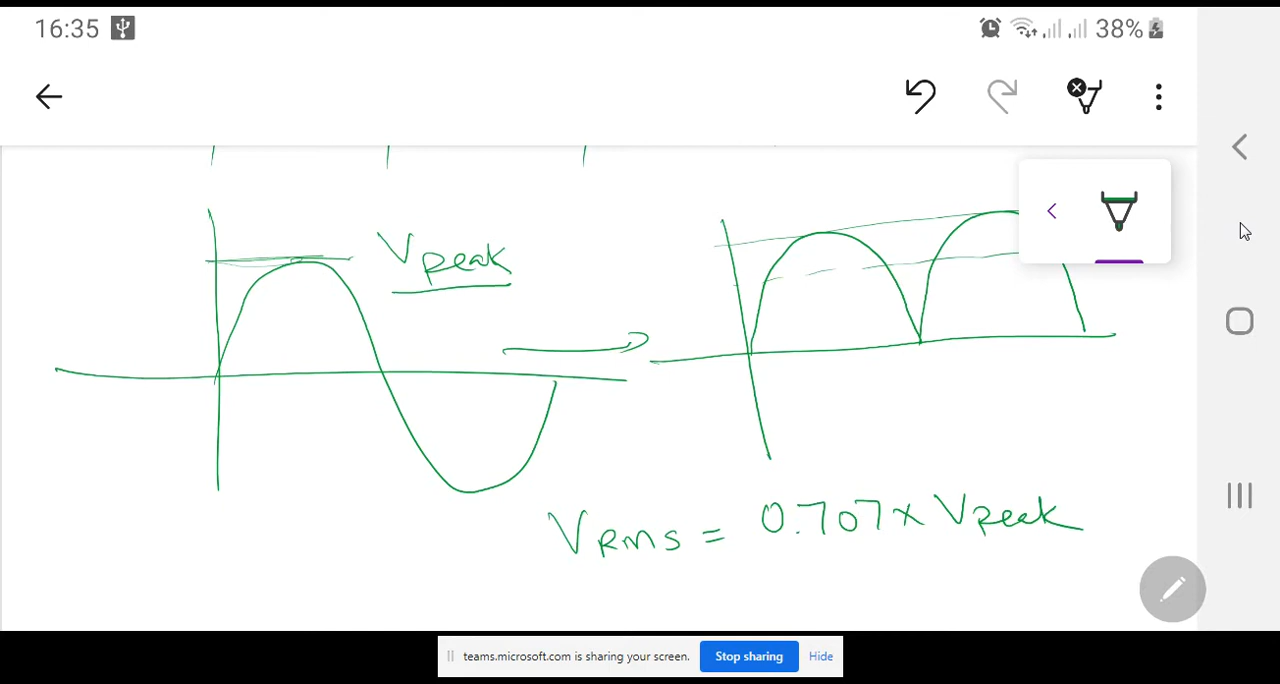 16:35 38%
Vpeak
VRMS = 0.707 x Vpeak
teams.microsoft.com is sharing your screen. Stop sharing Hide